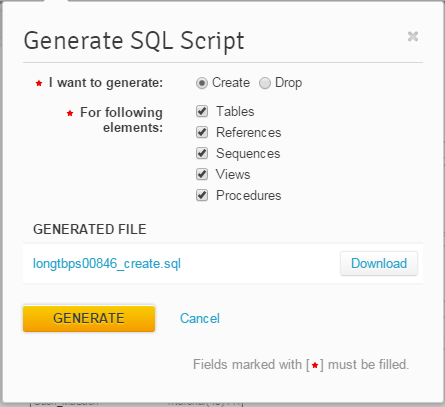 Generate SQL Script
* I want to generate: Create Drop
* For following elements: Tables
References
Sequences
Views
Procedures
GENERATED FILE
longtbps00846_create.sql Download
GENERATE Cancel
Fields marked with [*] must be filled.